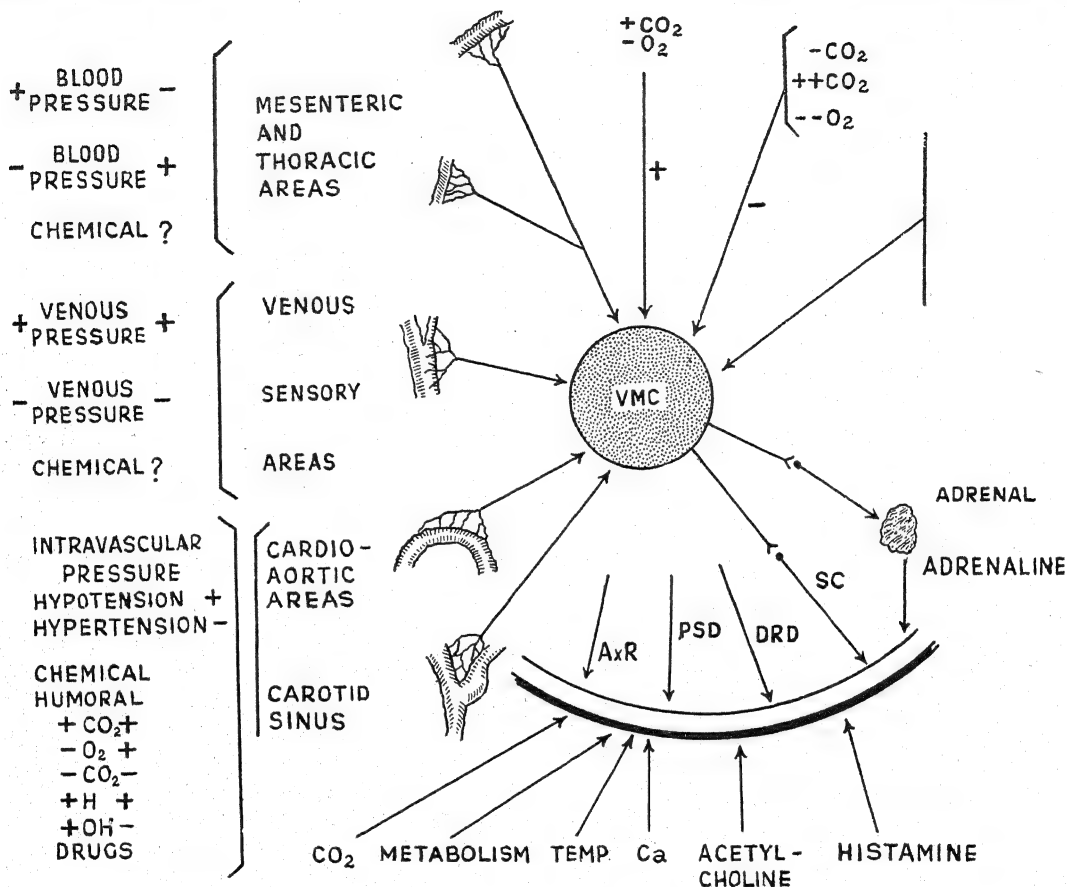 + BLOOD PRESSURE −
− BLOOD PRESSURE +
CHEMICAL ?
MESENTERIC
AND
THORACIC
AREAS
+CO₂
−O₂
−CO₂
++CO₂
−−O₂
+
−
+ VENOUS PRESSURE +
− VENOUS PRESSURE −
CHEMICAL ?
VENOUS
SENSORY
AREAS
VMC
INTRAVASCULAR
PRESSURE
HYPOTENSION +
HYPERTENSION −
CHEMICAL
HUMORAL
+ CO₂ +
− O₂ +
− CO₂ −
+ H +
+ OH −
DRUGS
CARDIO-
AORTIC
AREAS
CAROTID
SINUS
ADRENAL
ADRENALINE
SC
AxR
PSD
DRD
CO₂
METABOLISM
TEMP.
Ca
ACETYL-
CHOLINE
HISTAMINE